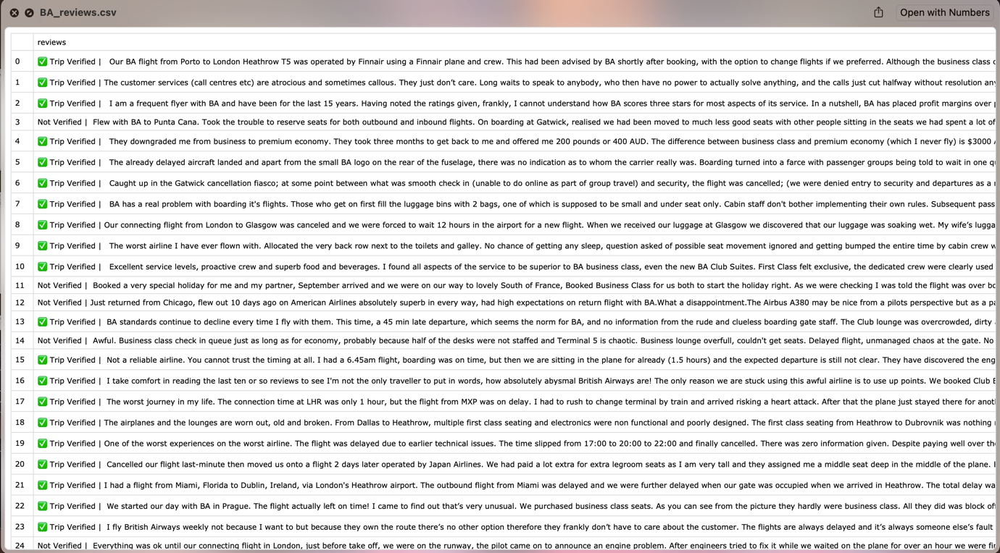 BA_reviews.csv
Open with Numbers
reviews
0 ✅ Trip Verified | Our BA flight from Porto to London Heathrow T5 was operated by Finnair using a Finnair plane and crew. This had been advised by BA shortly after booking, with the option to change flights if we preferred. Although the business class
1 ✅ Trip Verified | The customer services (call centres etc) are atrocious and sometimes callous. They just don’t care. Long waits to speak to anybody, who then have no power to actually solve anything, and the calls just cut halfway without resolution
2 ✅ Trip Verified | I am a frequent flyer with BA and have been for the last 15 years. Having noted the ratings given, frankly, I cannot understand how BA scores three stars for most aspects of its service. In a nutshell, BA has placed profit margins over
3 Not Verified | Flew with BA to Punta Cana. Took the trouble to reserve seats for both outbound and inbound flights. On boarding at Gatwick, realised we had been moved to much less good seats with other people sitting in the seats we had spent a lot of
4 ✅ Trip Verified | They downgraded me from business to premium economy. They took three months to get back to me and offered me 200 pounds or 400 AUD. The difference between business class and premium economy (which I never fly) is $3000
5 ✅ Trip Verified | The already delayed aircraft landed and apart from the small BA logo on the rear of the fuselage, there was no indication as to whom the carrier really was. Boarding turned into a farce with passenger groups being told to wait in one
6 ✅ Trip Verified | Caught up in the Gatwick cancellation fiasco; at some point between what was smooth check in (unable to do online as part of group travel) and security, the flight was cancelled; (we were denied entry to security and departures as a
7 ✅ Trip Verified | BA has a real problem with boarding it's flights. Those who get on first fill the luggage bins with 2 bags, one of which is supposed to be small and under seat only. Cabin staff don't bother implementing their own rules. Subsequent pass
8 ✅ Trip Verified | Our connecting flight from London to Glasgow was canceled and we were forced to wait 12 hours in the airport for a new flight. When we received our luggage at Glasgow we discovered that our luggage was soaking wet. My wife’s lugga
9 ✅ Trip Verified | The worst airline I have ever flown with. Allocated the very back row next to the toilets and galley. No chance of getting any sleep, question asked of possible seat movement ignored and getting bumped the entire time by cabin crew
10 ✅ Trip Verified | Excellent service levels, proactive crew and superb food and beverages. I found all aspects of the service to be superior to BA business class, even the new BA Club Suites. First Class felt exclusive, the dedicated crew were clearly used
11 Not Verified | Booked a very special holiday for me and my partner, September arrived and we were on our way to lovely South of France, Booked Business Class for us both to start the holiday right. As we were checking I was told the flight was over
12 Not Verified | Just returned from Chicago, flew out 10 days ago on American Airlines absolutely superb in every way, had high expectations on return flight with BA.What a disappointment.The Airbus A380 may be nice from a pilots perspective but as a
13 ✅ Trip Verified | BA standards continue to decline every time I fly with them. This time, a 45 min late departure, which seems the norm for BA, and no information from the rude and clueless boarding gate staff. The Club lounge was overcrowded, dirty
14 Not Verified | Awful. Business class check in queue just as long as for economy, probably because half of the desks were not staffed and Terminal 5 is chaotic. Business lounge overfull, couldn't get seats. Delayed flight, unmanaged chaos at the gate. No
15 ✅ Trip Verified | Not a reliable airline. You cannot trust the timing at all. I had a 6.45am flight, boarding was on time, but then we are sitting in the plane for already (1.5 hours) and the expected departure is still not clear. They have discovered the eng
16 ✅ Trip Verified | I take comfort in reading the last ten or so reviews to see I'm not the only traveller to put in words, how absolutely abysmal British Airways are! The only reason we are stuck using this awful airline is to use up points. We booked Club
17 ✅ Trip Verified | The worst journey in my life. The connection time at LHR was only 1 hour, but the flight from MXP was on delay. I had to rush to change terminal by train and arrived risking a heart attack. After that the plane just stayed there for
18 ✅ Trip Verified | The airplanes and the lounges are worn out, old and broken. From Dallas to Heathrow, multiple first class seating and electronics were non functional and poorly designed. The first class seating from Heathrow to Dubrovnik was nothing
19 ✅ Trip Verified | One of the worst experiences on the worst airline. The flight was delayed due to earlier technical issues. The time slipped from 17:00 to 20:00 to 22:00 and finally cancelled. There was zero information given. Despite paying well over the
20 ✅ Trip Verified | Cancelled our flight last-minute then moved us onto a flight 2 days later operated by Japan Airlines. We had paid a lot extra for extra legroom seats as I am very tall and they assigned me a middle seat deep in the middle of the plane.
21 ✅ Trip Verified | I had a flight from Miami, Florida to Dublin, Ireland, via London's Heathrow airport. The outbound flight from Miami was delayed and we were further delayed when our gate was occupied when we arrived in Heathrow. The total delay wa
22 ✅ Trip Verified | We started our day with BA in Prague. The flight actually left on time! I came to find out that’s very unusual. We purchased business class seats. As you can see from the picture they hardly were business class. All they did was block of
23 ✅ Trip Verified | I fly British Airways weekly not because I want to but because they own the route there’s no other option therefore they frankly don’t have to care about the customer. The flights are always delayed and it’s always someone else’s fault
24 Not Verified | Everything was ok until our connecting flight in London, just before take off, we were on the runway, the pilot came on to announce an engine problem. After engineers tried to fix it while we waited on the plane for over an hour we were